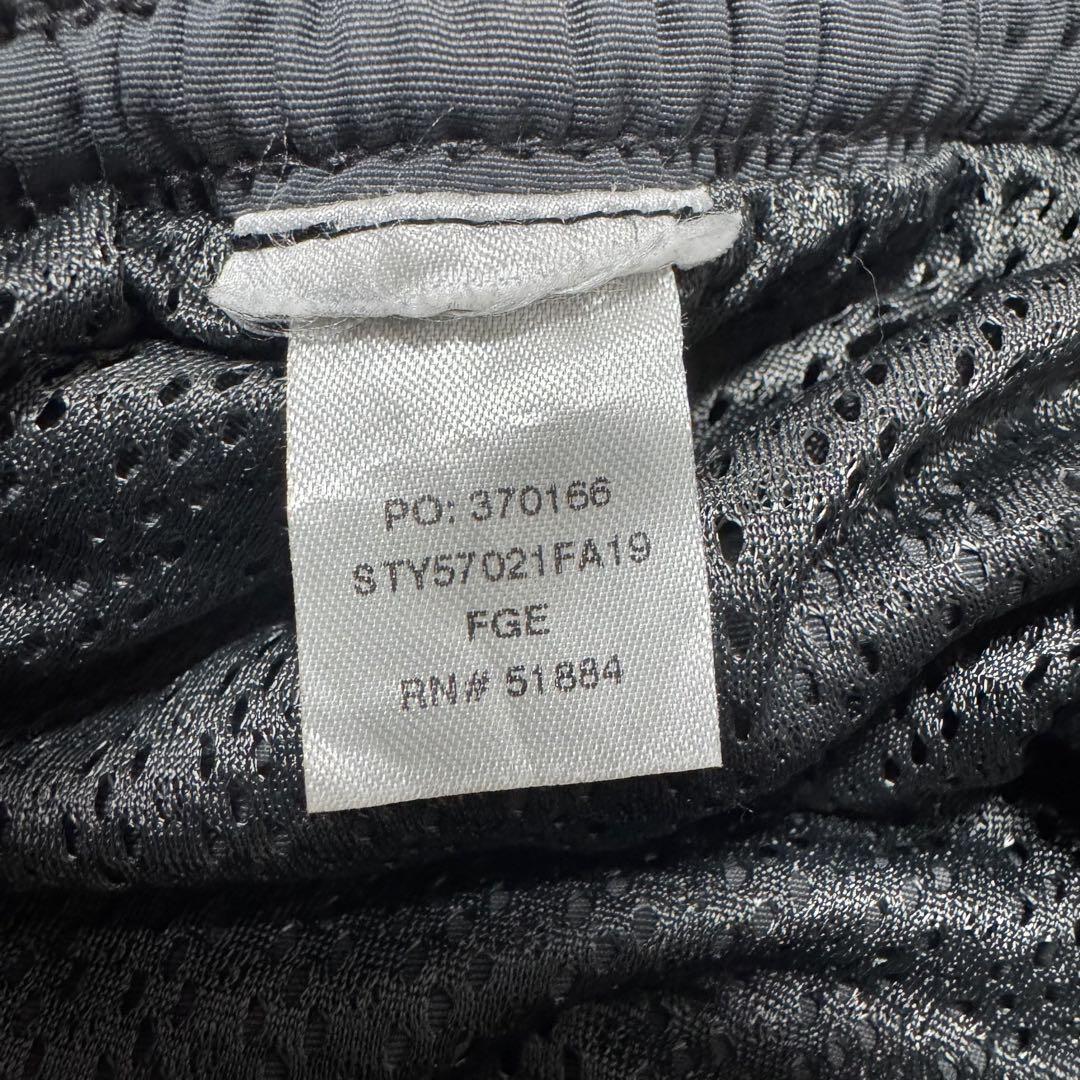 PO: 370166
STY57021FA19
FGE
RN# 51884